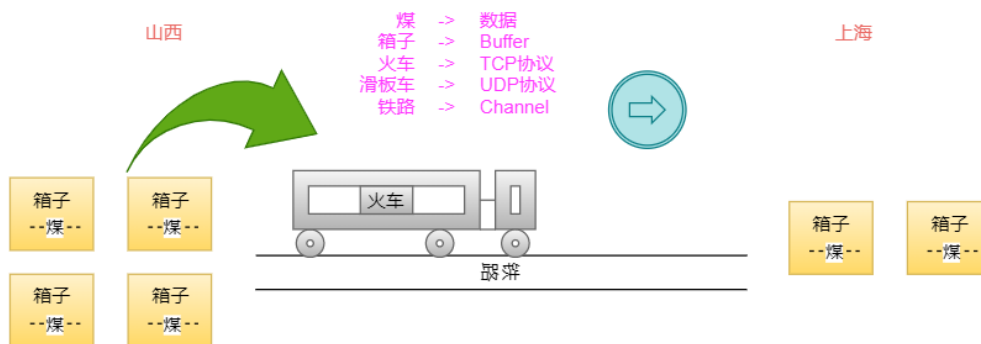 山西
煤 -> 数据
箱子 -> Buffer
火车 -> TCP协议
滑板车 -> UDP协议
铁路 -> Channel
上海
箱子
--煤--
箱子
--煤--
火车
箱子
--煤--
箱子
--煤--
铁路
箱子
--煤--
箱子
--煤--